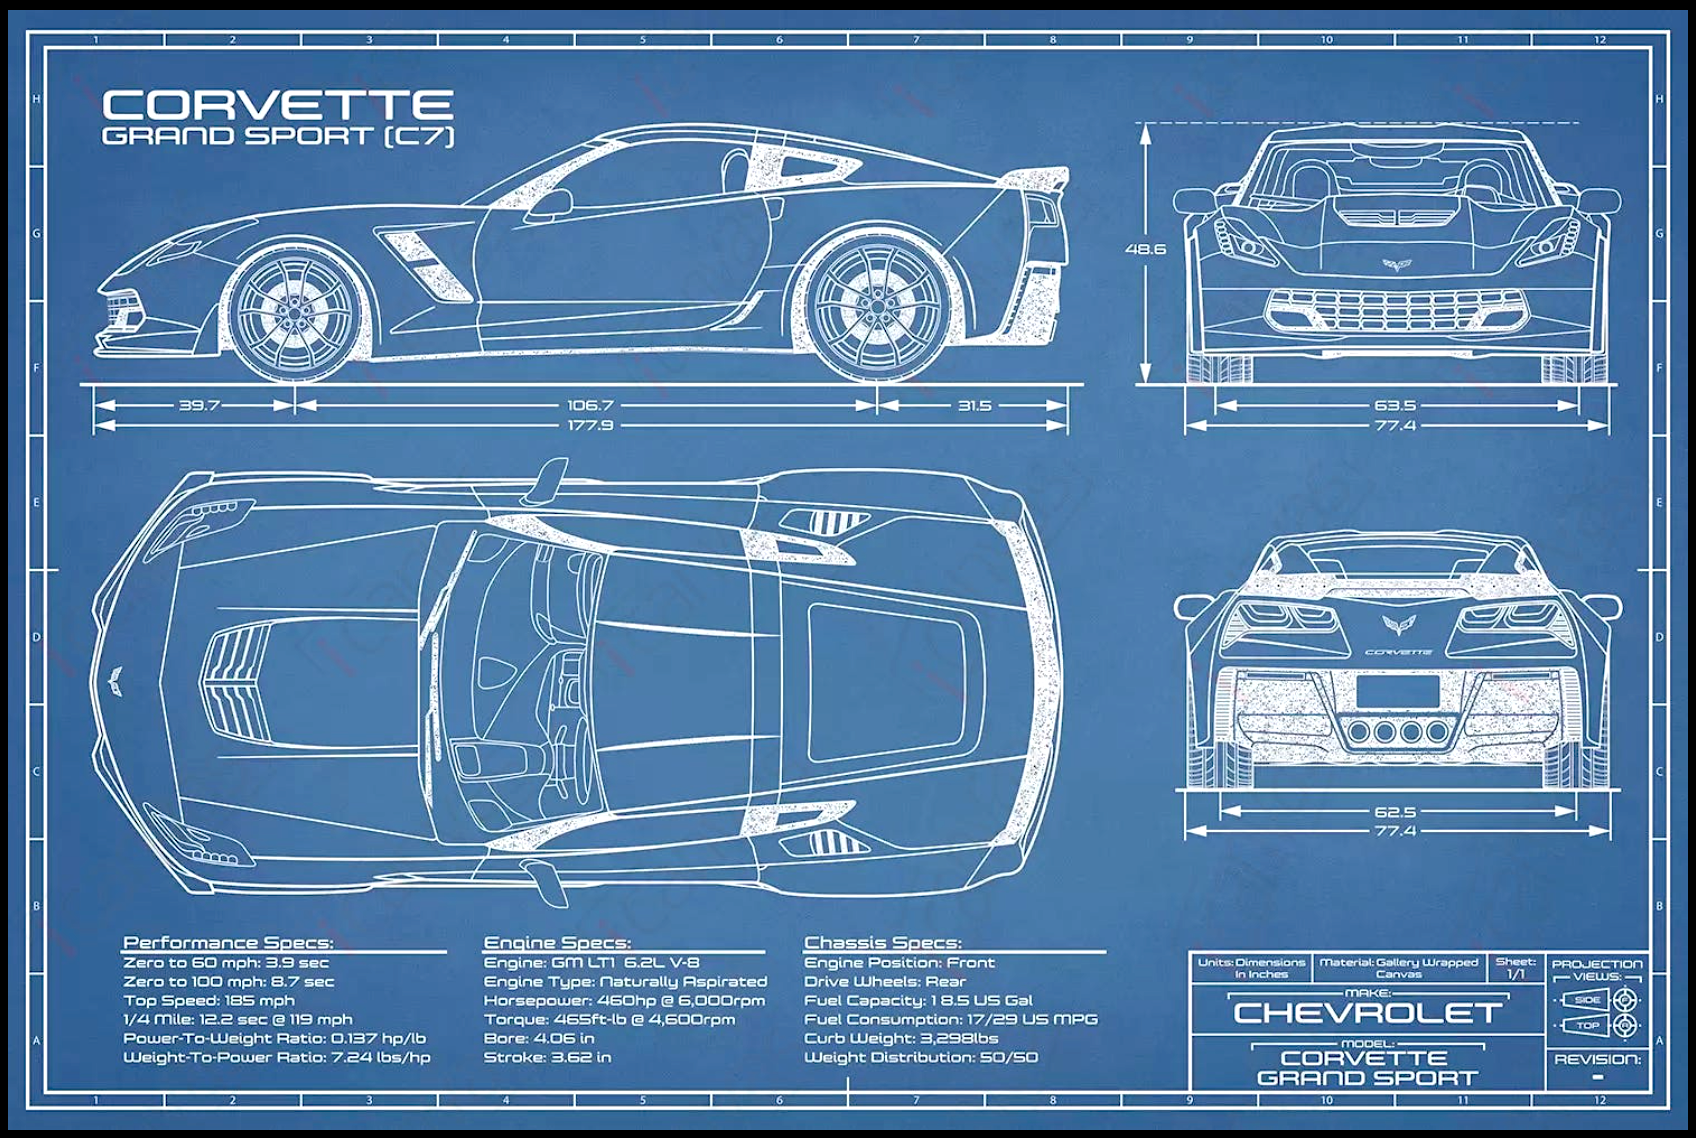 1 2 3 4 5 6 7 8 9 10 11 12
CORVETTE
GRAND SPORT (C7)
H H
G G
F F
E E
D D
C C
B B
A A
48.6
39.7 106.7 31.5
177.9
63.5
77.4
CORVETTE
62.5
77.4
Performance Specs:
Zero to 60 mph: 3.9 sec
Zero to 100 mph: 8.7 sec
Top Speed: 185 mph
1/4 Mile: 12.2 sec @ 119 mph
Power-To-Weight Ratio: 0.137 hp/lb
Weight-To-Power Ratio: 7.24 lbs/hp
Engine Specs:
Engine: GM LT1 6.2L V-8
Engine Type: Naturally Aspirated
Horsepower: 460hp @ 6,000rpm
Torque: 465ft-lb @ 4,600rpm
Bore: 4.06 in
Stroke: 3.62 in
Chassis Specs:
Engine Position: Front
Drive Wheels: Rear
Fuel Capacity: 18.5 US Gal
Fuel Consumption: 17/29 US MPG
Curb Weight: 3,298lbs
Weight Distribution: 50/50
Units: Dimensions
In Inches
Material: Gallery Wrapped
Canvas
Sheet:
1/1
PROJECTION
VIEWS:
SIDE
TOP
MAKE:
CHEVROLET
MODEL:
CORVETTE
GRAND SPORT
REVISION:
-
1 2 3 4 5 6 7 8 9 10 11 12